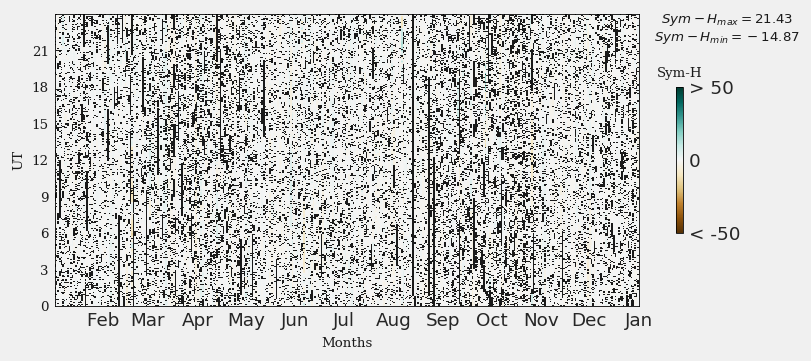 Sym − H_max = 21.43
Sym − H_min = − 14.87
Sym-H
> 50
0
< -50
21
18
15
12
9
6
3
0
UT
Feb Mar Apr May Jun Jul Aug Sep Oct Nov Dec Jan
Months